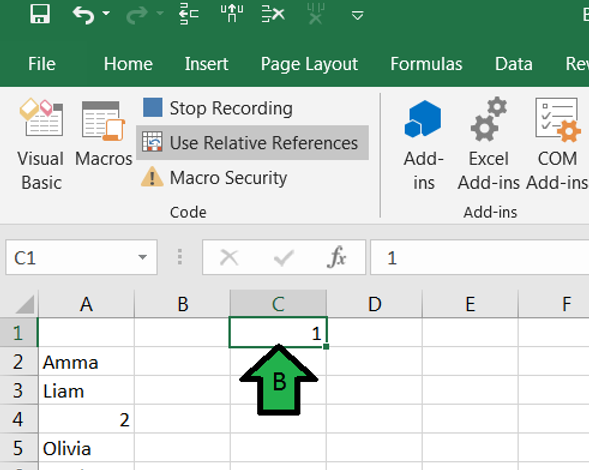 File Home Insert Page Layout Formulas Data
Stop Recording
Use Relative References
Macro Security
Visual Basic
Macros
Code
Add-ins
Excel Add-ins
COM Add-ins
Add-ins
C1 fx 1
A B C D E F
1 1
2 Amma
B
3 Liam
4 2
5 Olivia